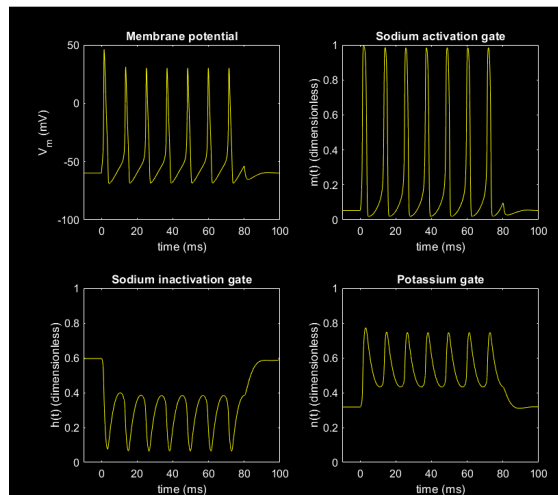 Membrane potential
50
0
-50
-100
V_m (mV)
0 20 40 60 80 100
time (ms)
Sodium activation gate
1
0.8
0.6
0.4
0.2
0
m(t) (dimensionless)
0 20 40 60 80 100
time (ms)
Sodium inactivation gate
1
0.8
0.6
0.4
0.2
0
h(t) (dimensionless)
0 20 40 60 80 100
time (ms)
Potassium gate
1
0.8
0.6
0.4
0.2
0
n(t) (dimensionless)
0 20 40 60 80 100
time (ms)